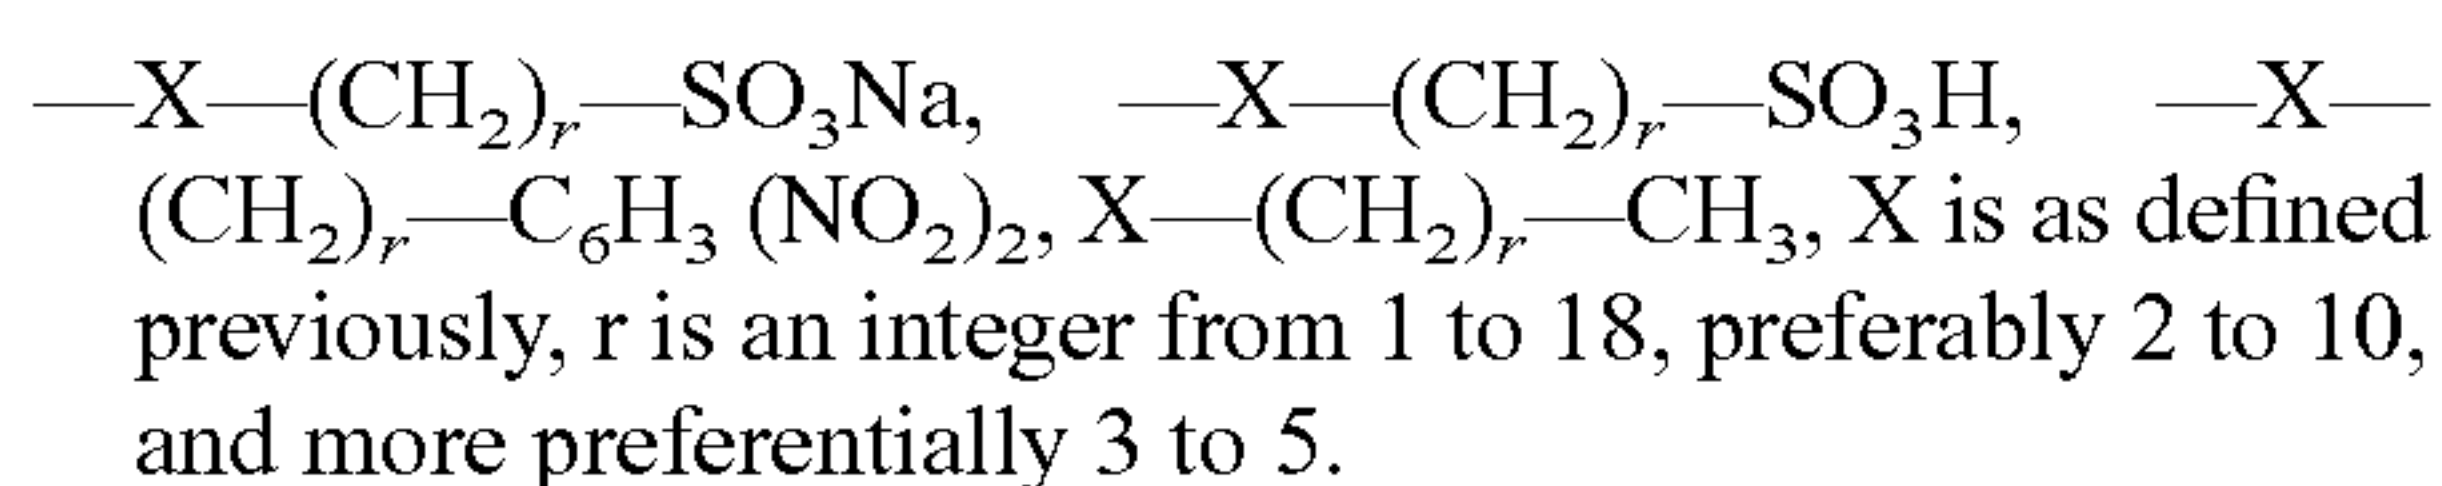 —X—(CH₂)ᵣ—SO₃Na, —X—(CH₂)ᵣ—SO₃H, —X—
(CH₂)ᵣ—C₆H₃ (NO₂)₂, X—(CH₂)ᵣ—CH₃, X is as defined
previously, r is an integer from 1 to 18, preferably 2 to 10,
and more preferentially 3 to 5.